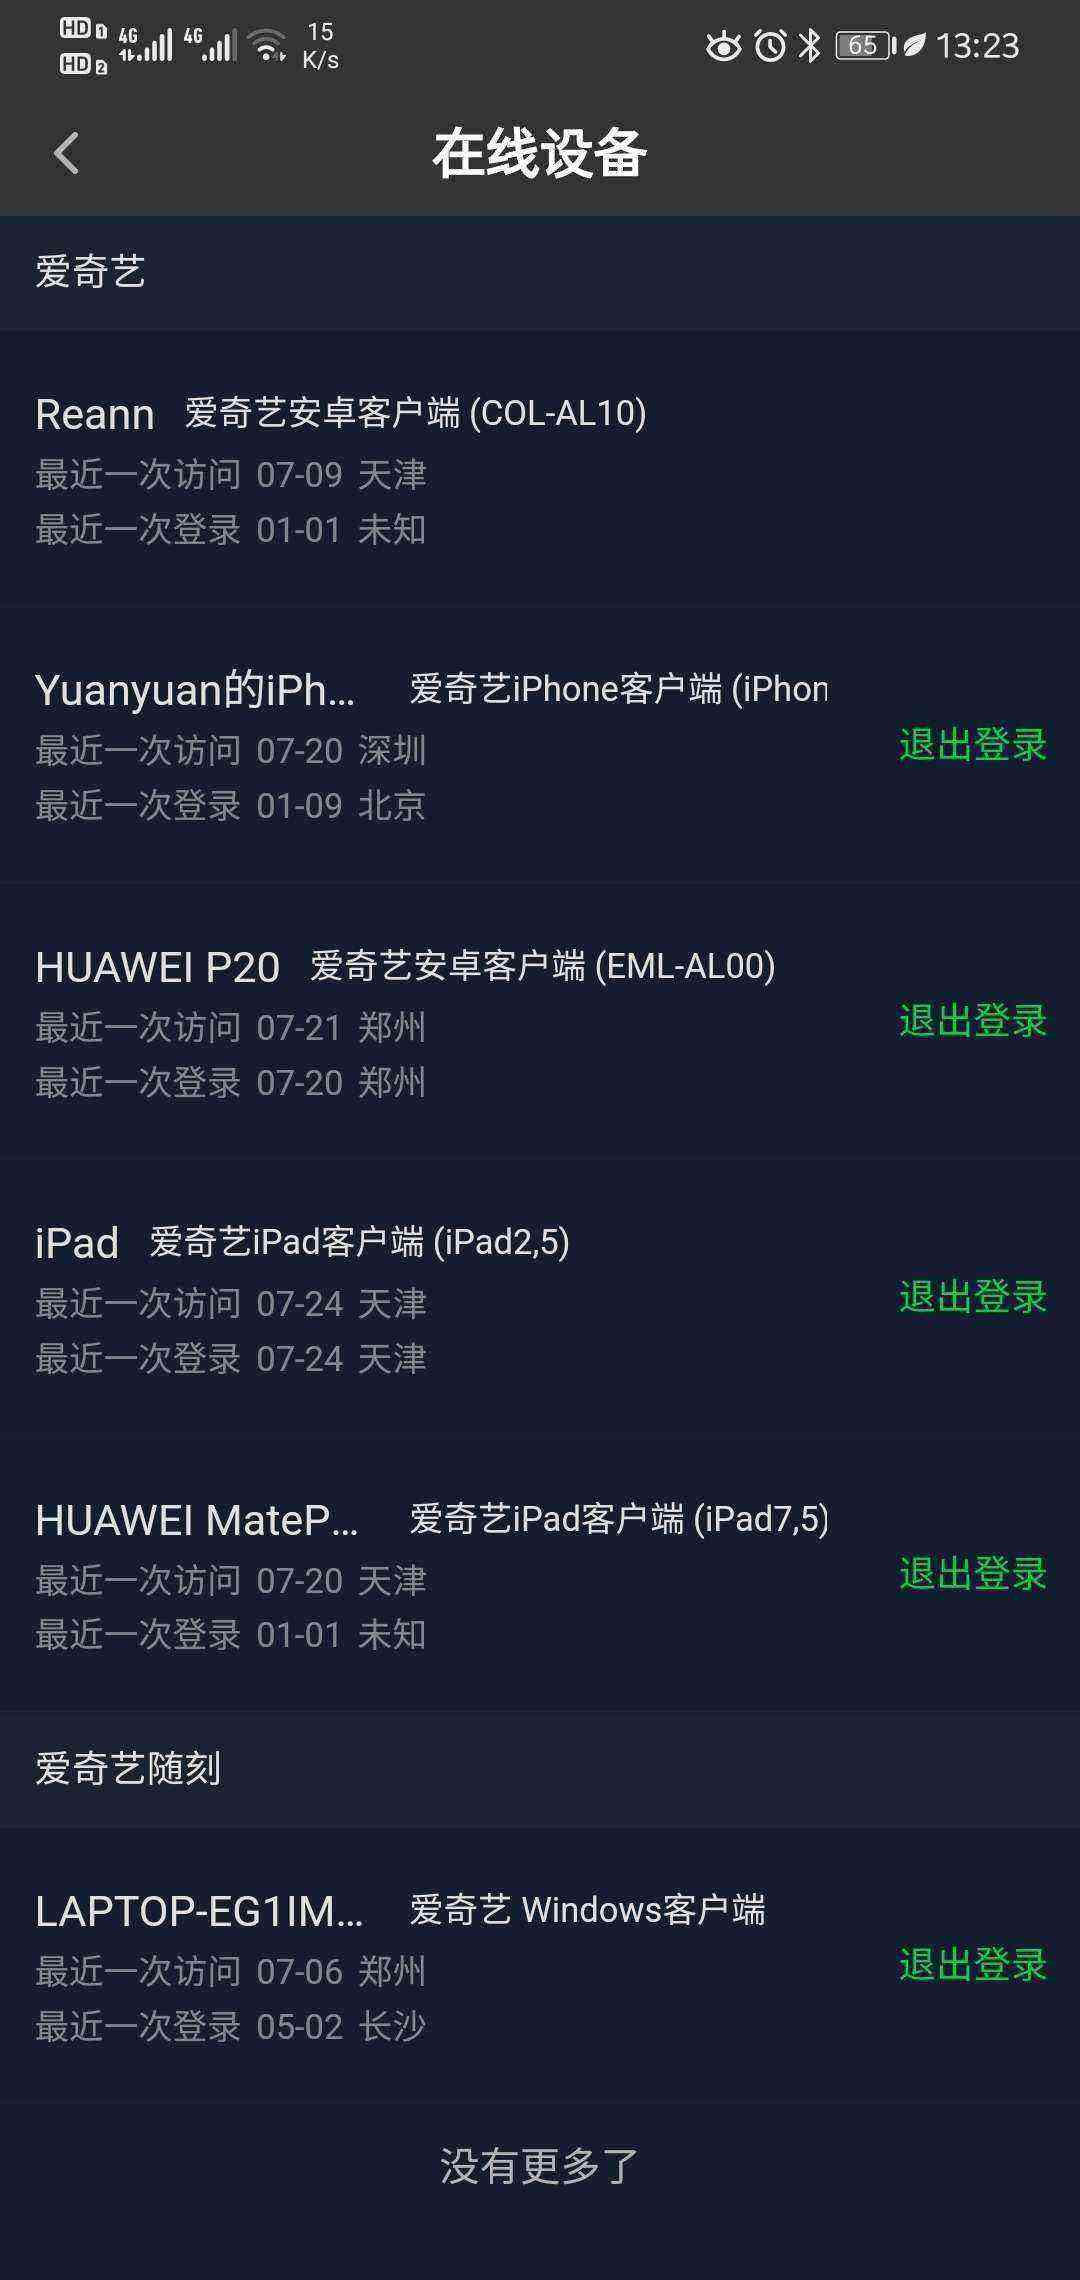 HD 1 4G 4G 15
HD 2 K/s 65 13:23
在线设备
爱奇艺
Reann 爱奇艺安卓客户端 (COL-AL10)
最近一次访问 07-09 天津
最近一次登录 01-01 未知
Yuanyuan的iPh... 爱奇艺iPhone客户端 (iPhon
最近一次访问 07-20 深圳
退出登录
最近一次登录 01-09 北京
HUAWEI P20 爱奇艺安卓客户端 (EML-AL00)
最近一次访问 07-21 郑州
退出登录
最近一次登录 07-20 郑州
iPad 爱奇艺iPad客户端 (iPad2,5)
最近一次访问 07-24 天津
退出登录
最近一次登录 07-24 天津
HUAWEI MateP... 爱奇艺iPad客户端 (iPad7,5)
最近一次访问 07-20 天津
退出登录
最近一次登录 01-01 未知
爱奇艺随刻
LAPTOP-EG1IM... 爱奇艺 Windows客户端
最近一次访问 07-06 郑州
退出登录
最近一次登录 05-02 长沙
没有更多了